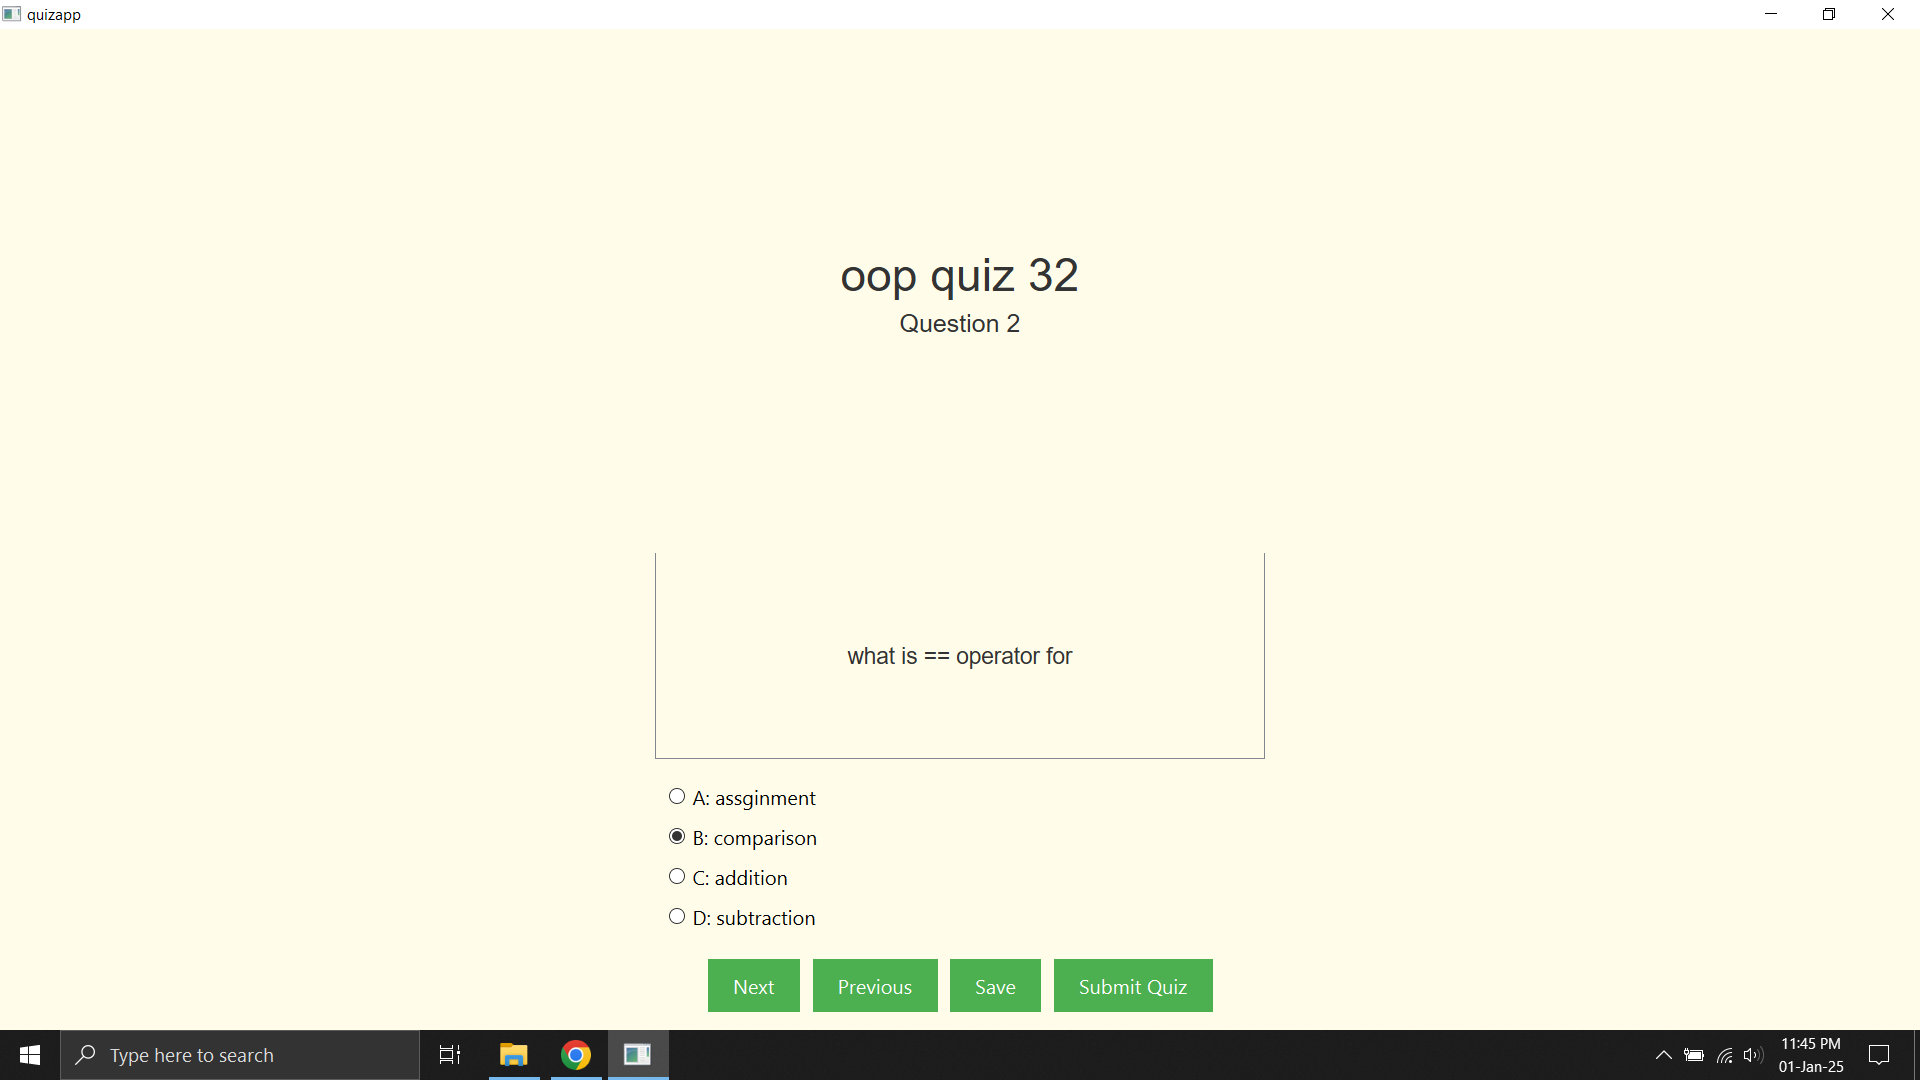 quizapp
oop quiz 32
Question 2
what is == operator for
A: assginment
B: comparison
C: addition
D: subtraction
Next Previous Save Submit Quiz
Type here to search
11:45 PM
01-Jan-25